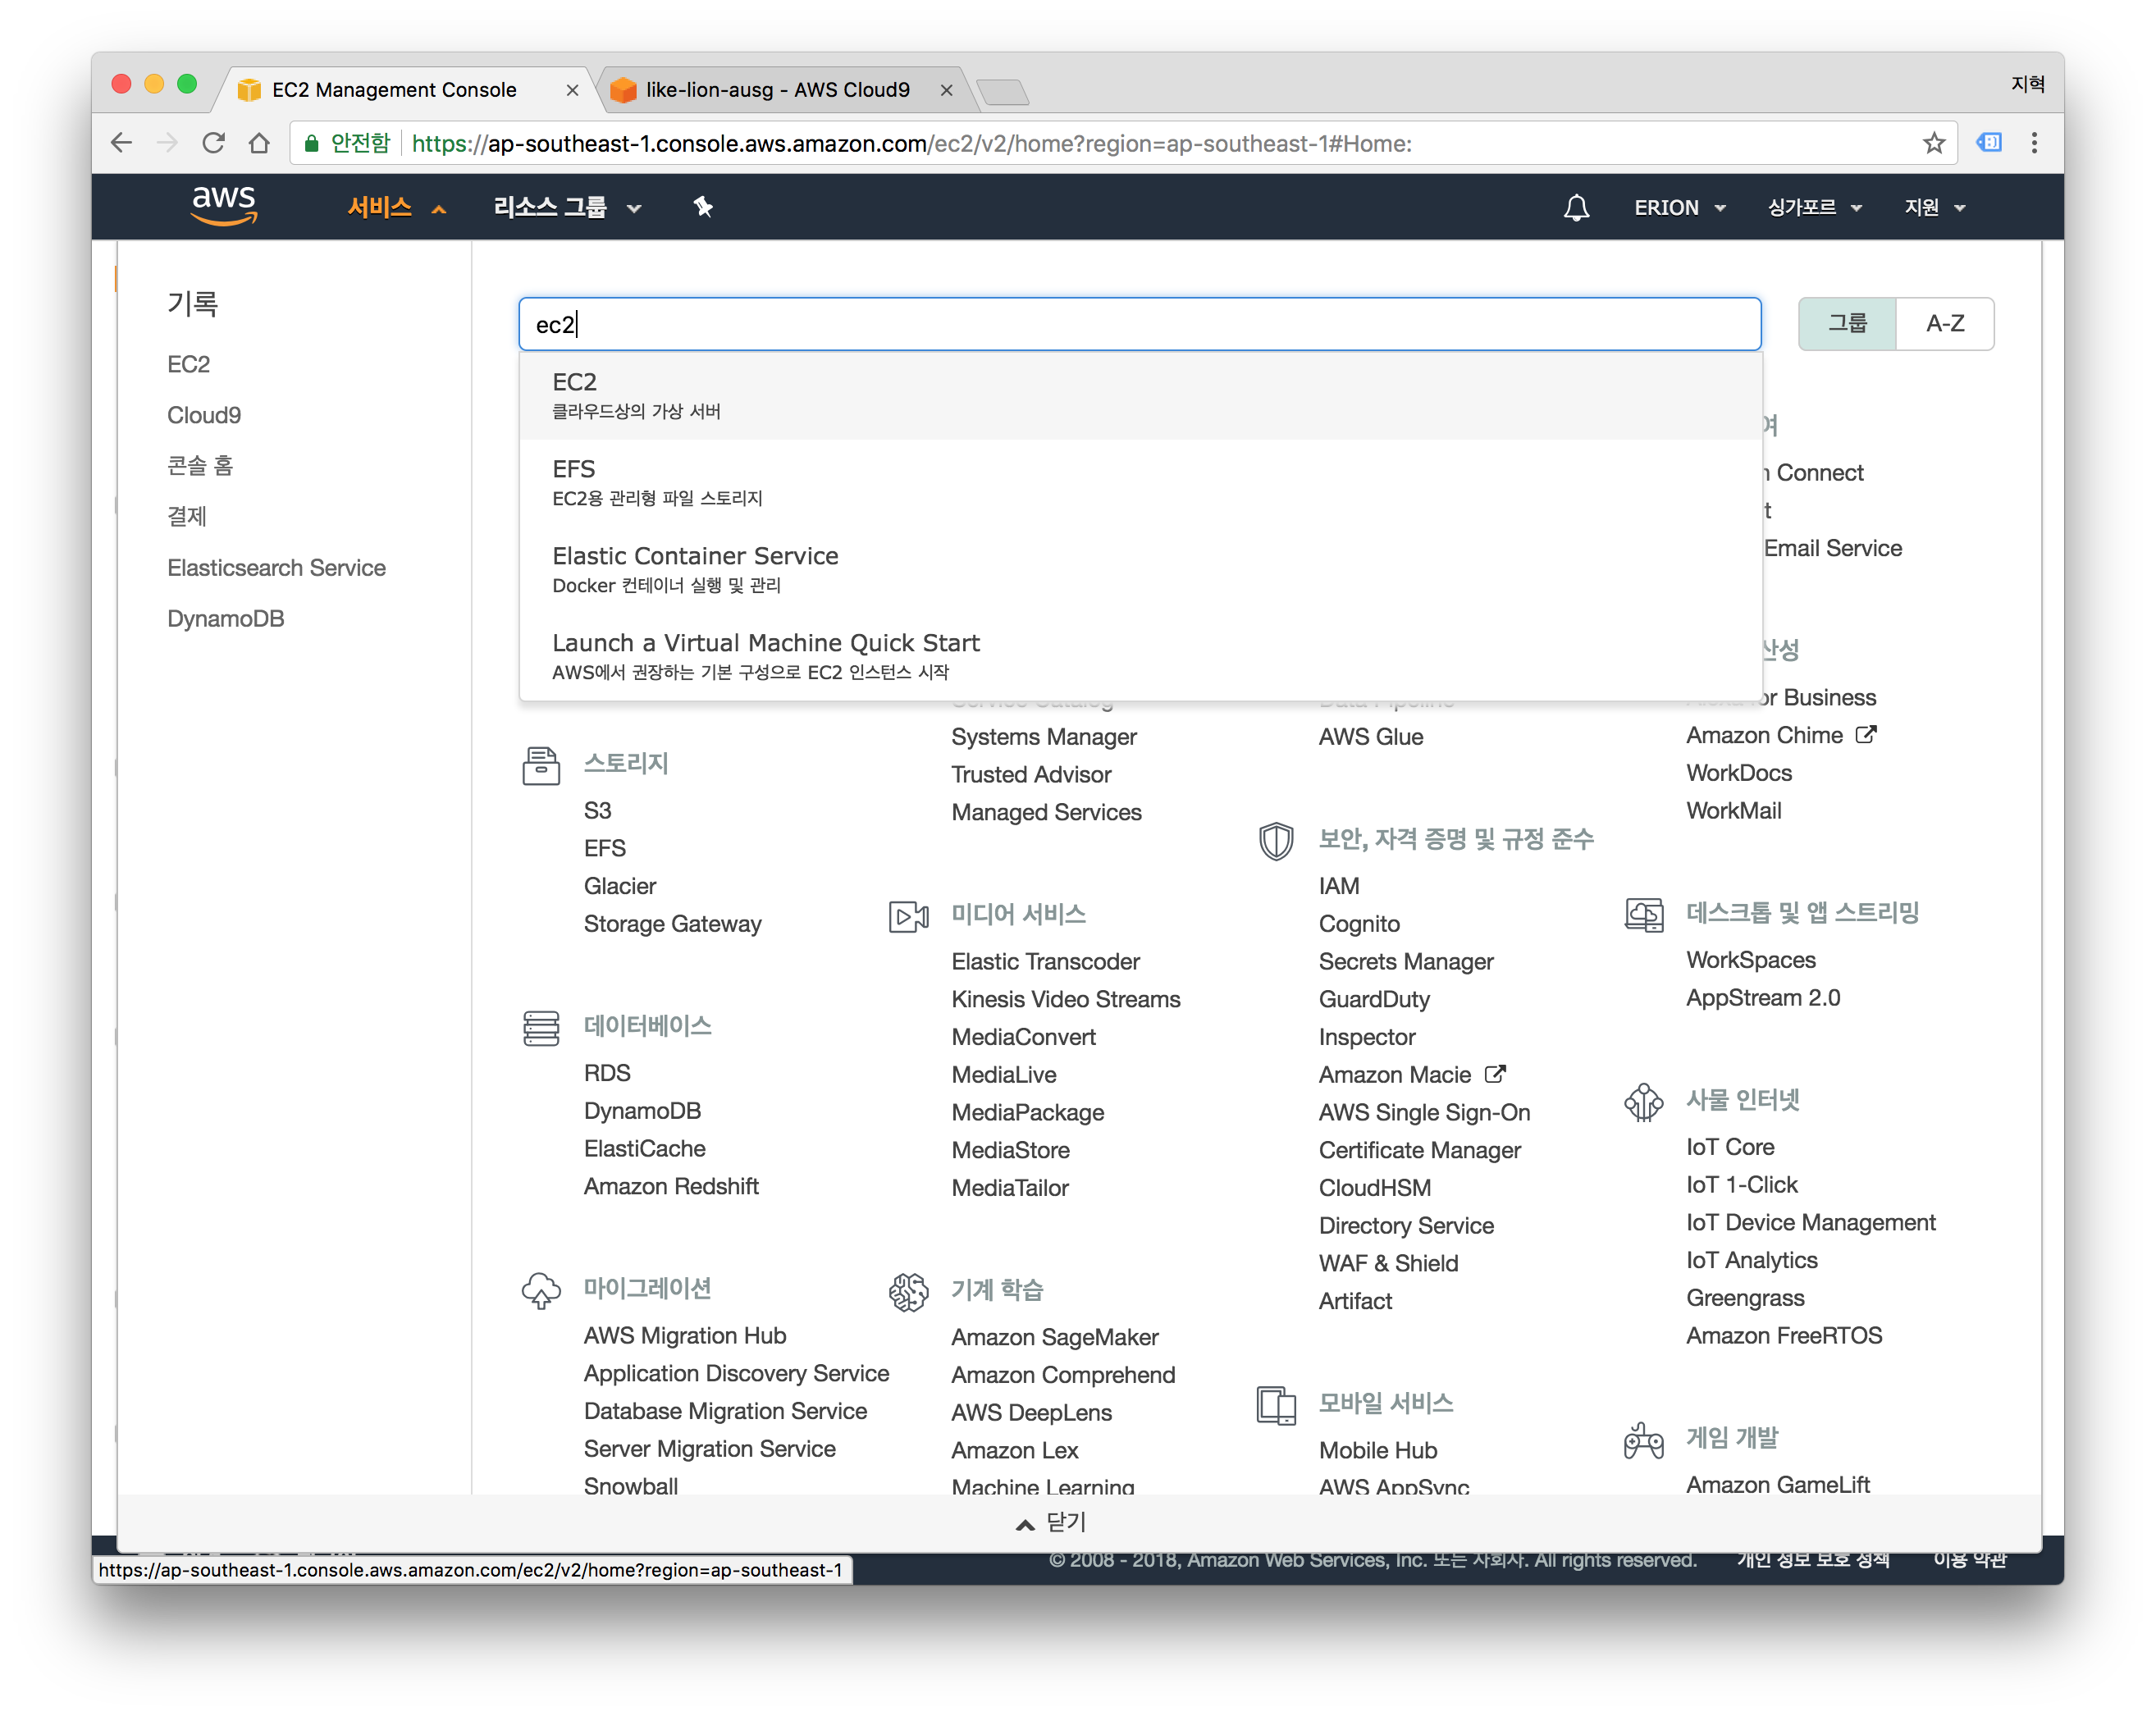 EC2 Management Console
like-lion-ausg - AWS Cloud9
지혁
안전함 https://ap-southeast-1.console.aws.amazon.com/ec2/v2/home?region=ap-southeast-1#Home:
aws 서비스 리소스 그룹 ERION 싱가포르 지원
기록
EC2
Cloud9
콘솔 홈
결제
Elasticsearch Service
DynamoDB
ec2
그룹 A-Z
EC2
클라우드상의 가상 서버
EFS
EC2용 관리형 파일 스토리지
Elastic Container Service
Docker 컨테이너 실행 및 관리
Launch a Virtual Machine Quick Start
AWS에서 권장하는 기본 구성으로 EC2 인스턴스 시작
스토리지
S3
EFS
Glacier
Storage Gateway
데이터베이스
RDS
DynamoDB
ElastiCache
Amazon Redshift
마이그레이션
AWS Migration Hub
Application Discovery Service
Database Migration Service
Server Migration Service
Snowball
Systems Manager
Trusted Advisor
Managed Services
미디어 서비스
Elastic Transcoder
Kinesis Video Streams
MediaConvert
MediaLive
MediaPackage
MediaStore
MediaTailor
기계 학습
Amazon SageMaker
Amazon Comprehend
AWS DeepLens
Amazon Lex
Machine Learning
AWS Glue
보안, 자격 증명 및 규정 준수
IAM
Cognito
Secrets Manager
GuardDuty
Inspector
Amazon Macie
AWS Single Sign-On
Certificate Manager
CloudHSM
Directory Service
WAF & Shield
Artifact
모바일 서비스
Mobile Hub
AWS AppSync
여
Connect
t
Email Service
산성
or Business
Amazon Chime
WorkDocs
WorkMail
데스크톱 및 앱 스트리밍
WorkSpaces
AppStream 2.0
사물 인터넷
IoT Core
IoT 1-Click
IoT Device Management
IoT Analytics
Greengrass
Amazon FreeRTOS
게임 개발
Amazon GameLift
닫기
https://ap-southeast-1.console.aws.amazon.com/ec2/v2/home?region=ap-southeast-1
© 2008 - 2018, Amazon Web Services, Inc. 또는 자회사. All rights reserved. 개인 정보 보호 정책 이용 약관